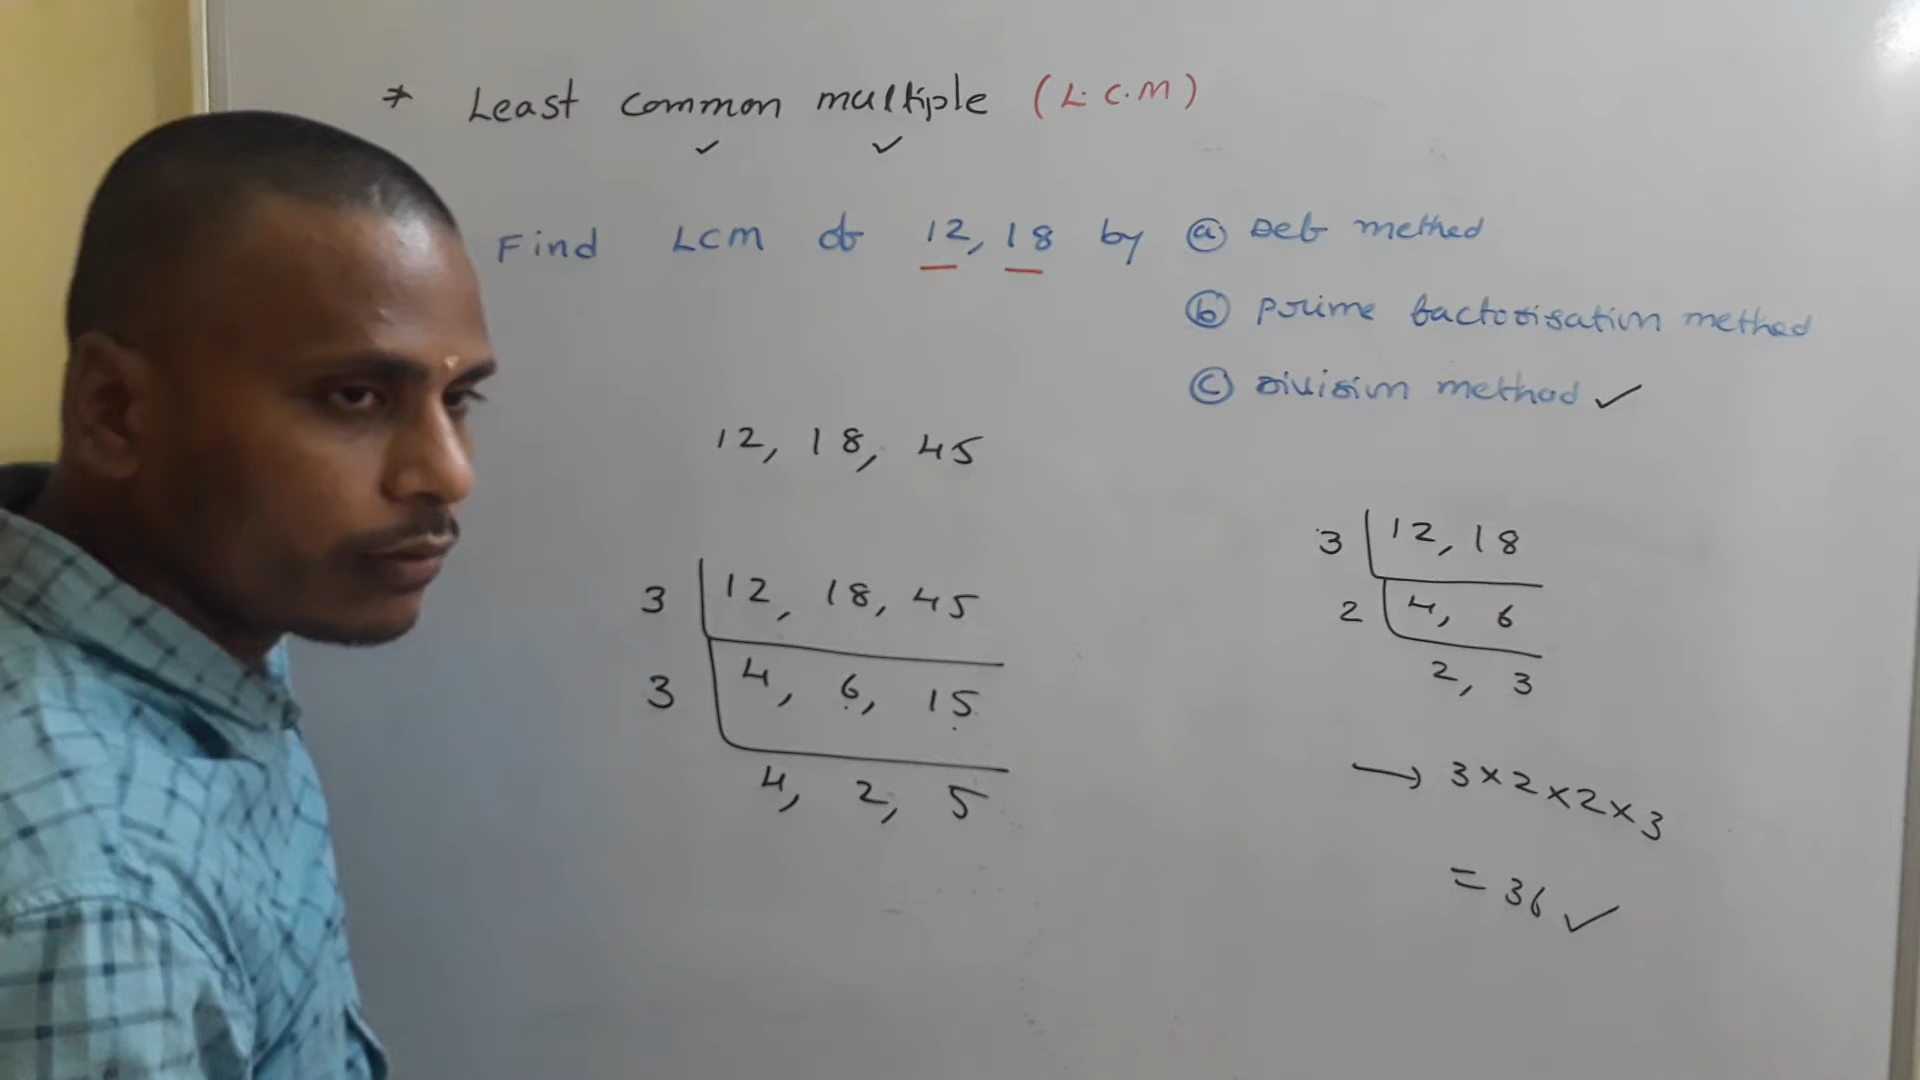 * Least common multiple (L.C.M)
Find LCM of 12, 18 by ⓐ Def method
ⓑ prime factorisation method
ⓒ Division method ✓
12, 18, 45
3 | 12, 18, 45
3 | 4, 6, 15
4, 2, 5
3 | 12, 18
2 | 4, 6
2, 3
→ 3 × 2 × 2 × 3
= 36 ✓